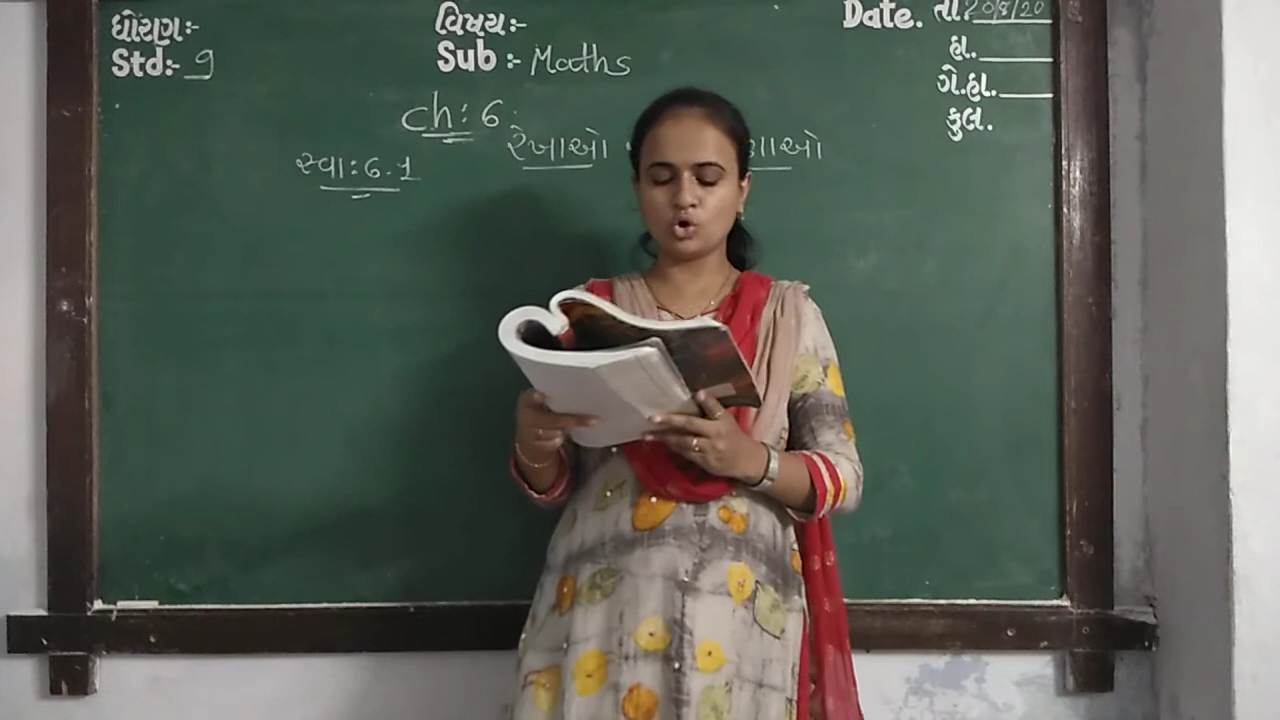 ધોરણ:-
Std:- 9
વિષય:-
Sub :- Maths
Date. તા. 20/8/20
હા.
ગે.હા.
કુલ.
ch: 6
રેખાઓ
સ્વા: 6.1